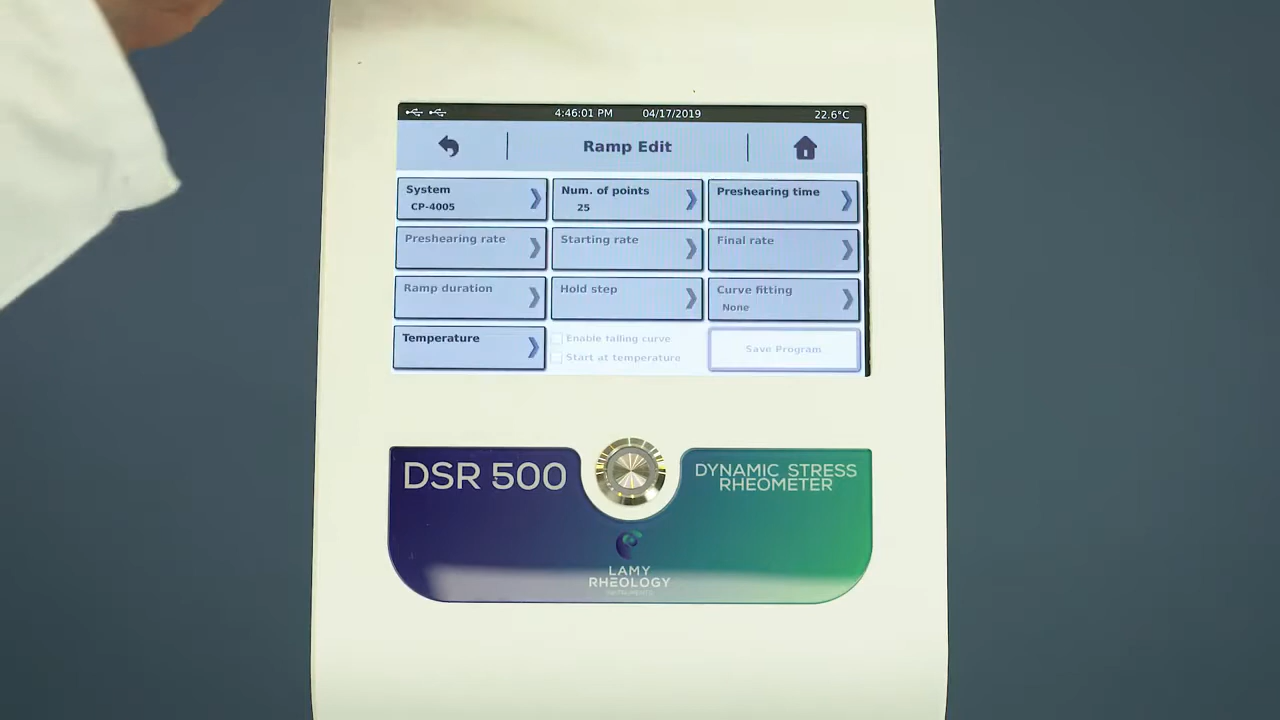 4:46:01 PM 04/17/2019 22.6°C
Ramp Edit
System
CP-4005
Num. of points
25
Preshearing time
Preshearing rate
Starting rate
Final rate
Ramp duration
Hold step
Curve fitting
None
Temperature
Enable falling curve
Start at temperature
Save Program
DSR 500
DYNAMIC STRESS
RHEOMETER
LAMY
RHEOLOGY
INSTRUMENTS